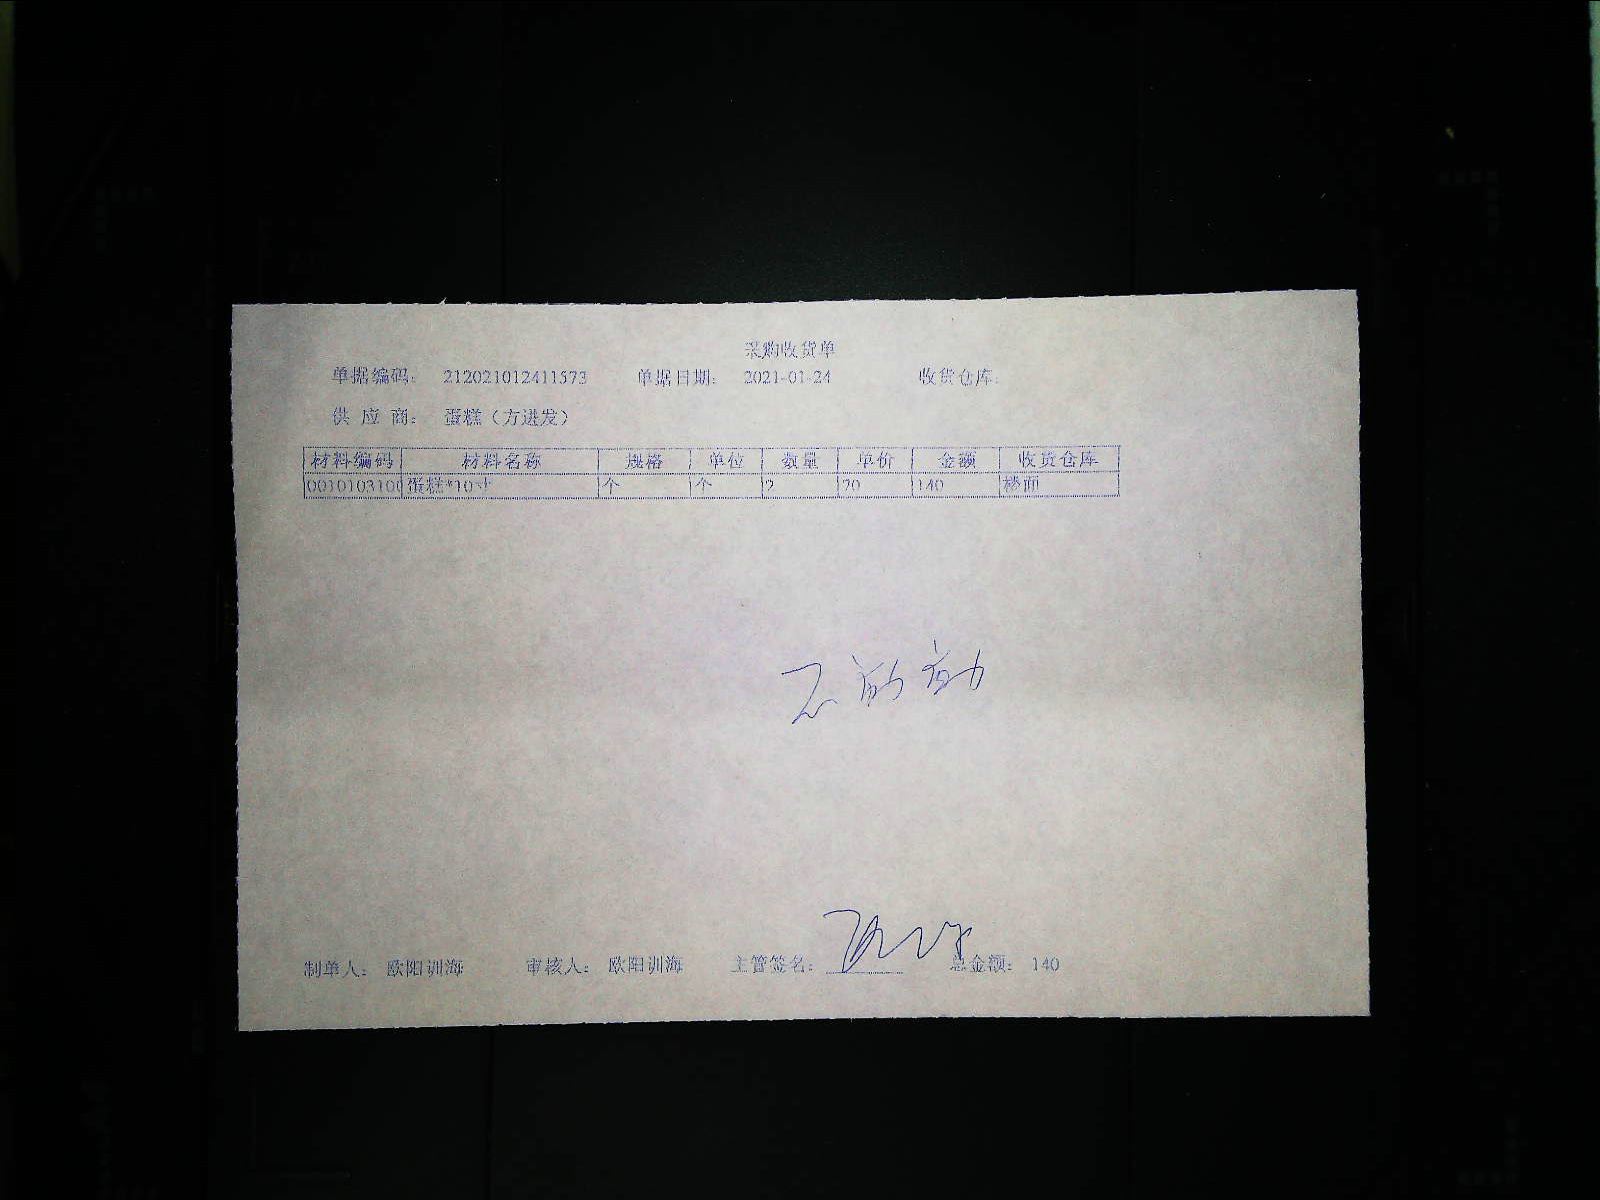 采购收货单
单据编码: 212021012411573 单据日期: 2021-01-24 收货仓库:
供 应 商: 蛋糕（方进发）
材料编码 材料名称 规格 单位 数量 单价 金额 收货仓库
0010103100 蛋糕*10寸 个 个 2 70 140 楼面
制单人: 欧阳训海 审核人: 欧阳训海 主管签名: 总金额: 140